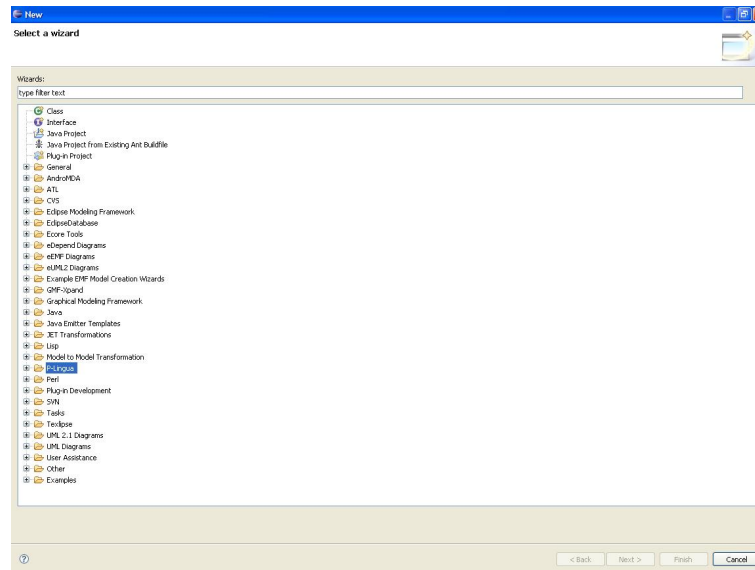 New
Select a wizard
Wizards:
type filter text
Class
Interface
Java Project
Java Project from Existing Ant Buildfile
Plug-in Project
General
AndroMDA
ATL
CVS
Eclipse Modeling Framework
EclipseDatabase
Ecore Tools
eDepend Diagrams
eEMF Diagrams
eUML2 Diagrams
Example EMF Model Creation Wizards
GMF-Xpand
Graphical Modeling Framework
Java
Java Emitter Templates
JET Transformations
Lisp
Model to Model Transformation
P-Lingua
Perl
Plug-in Development
SVN
Tasks
Texlipse
UML 2.1 Diagrams
UML Diagrams
User Assistance
Other
Examples
? < Back Next > Finish Cancel